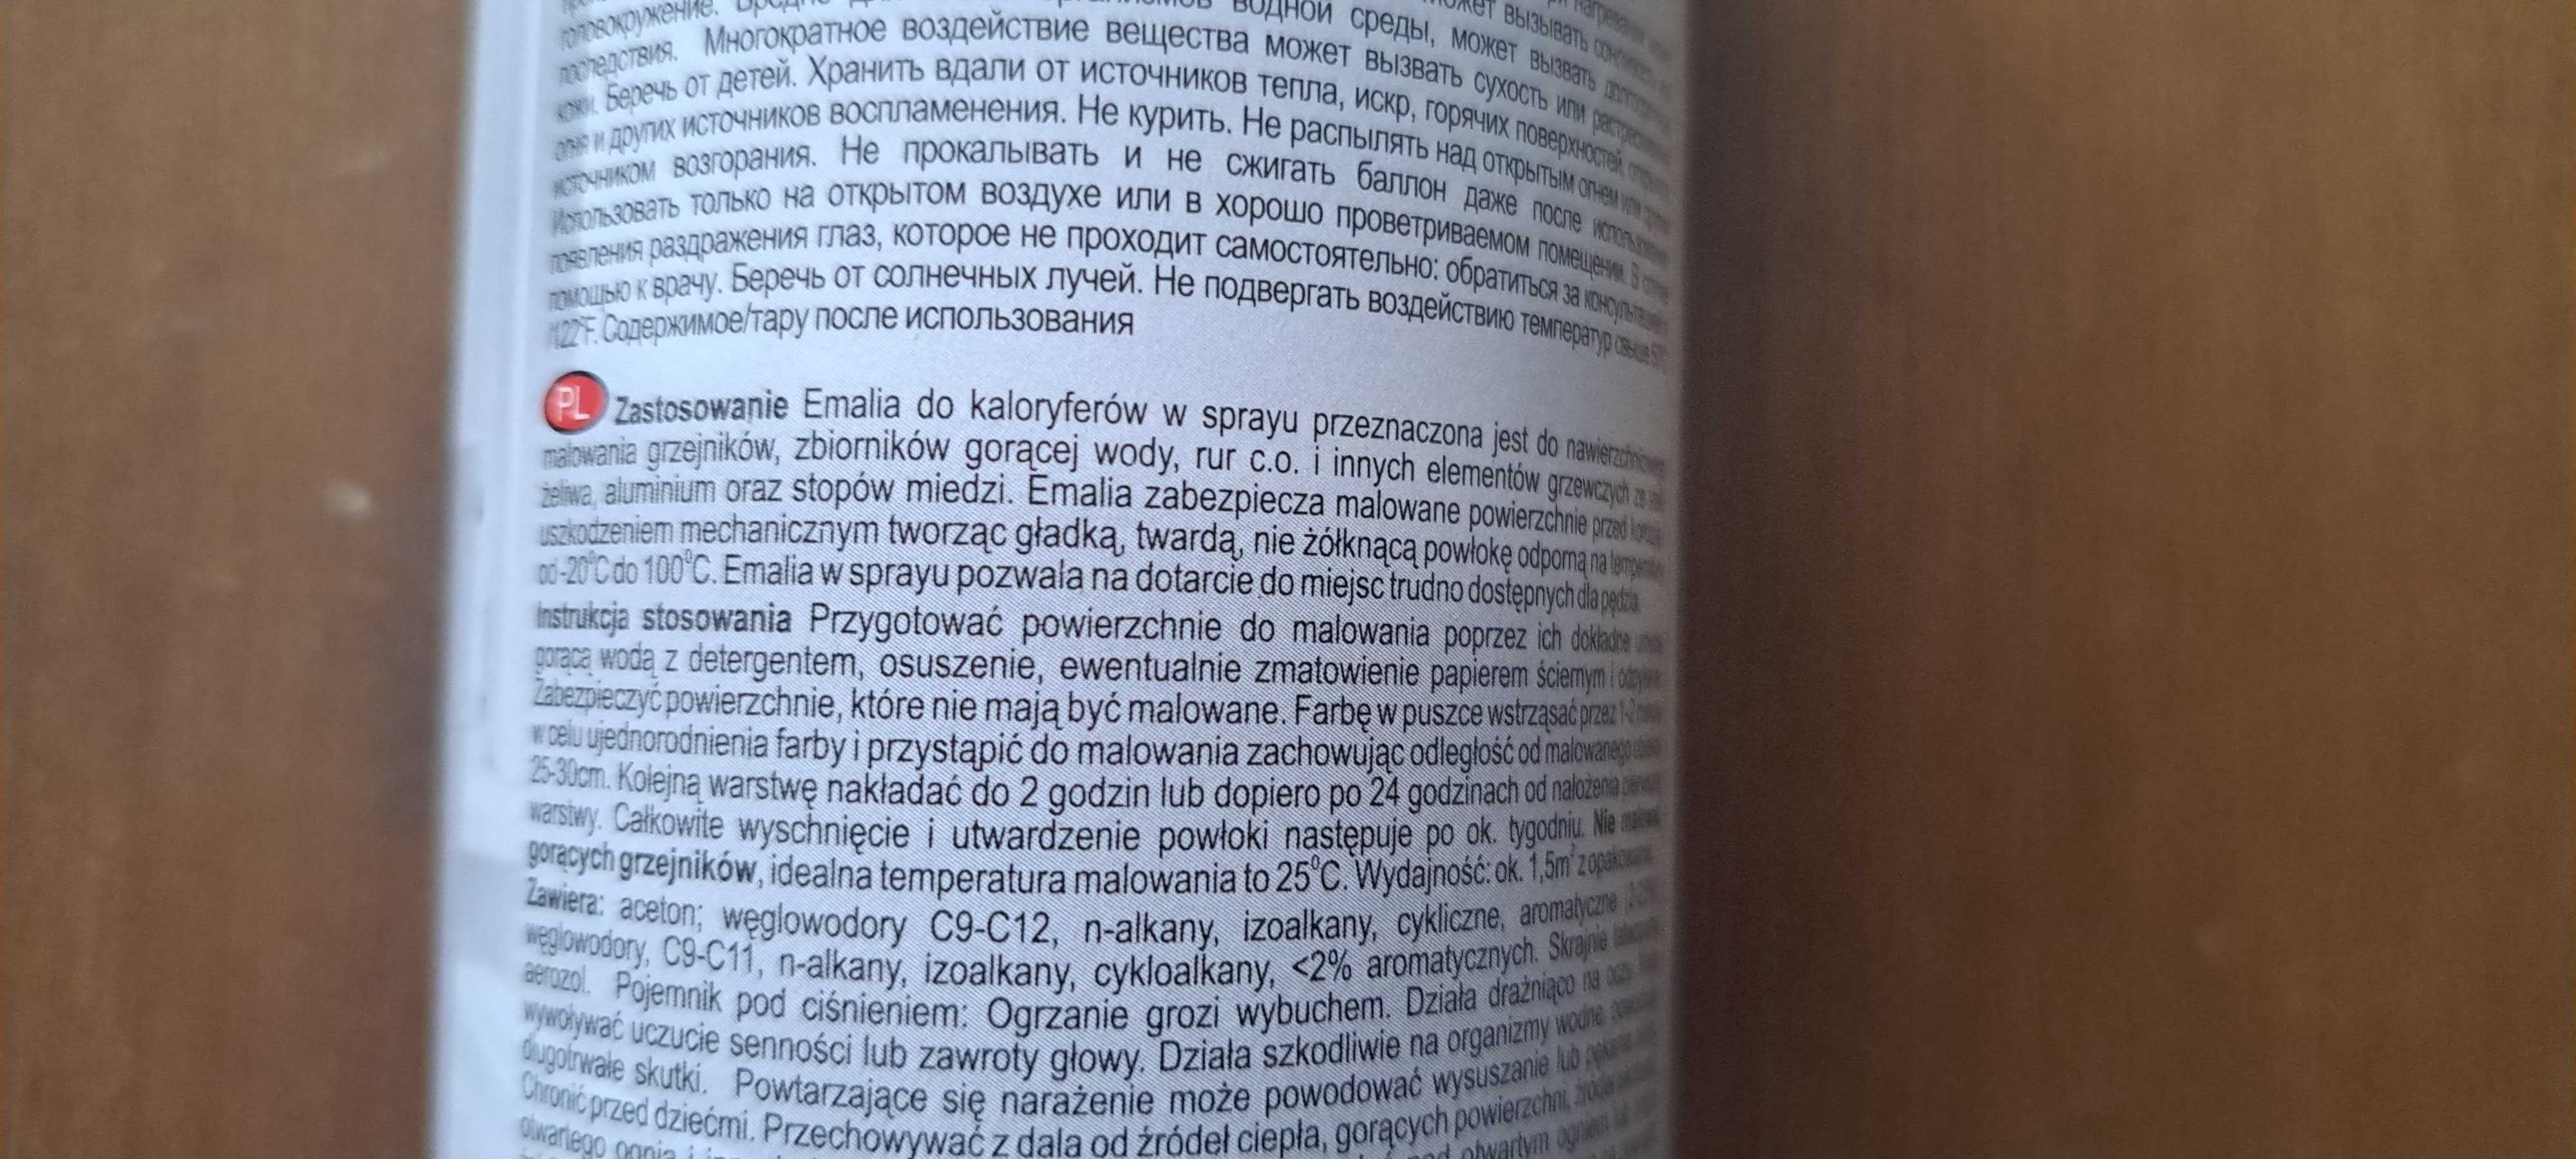 головокружение. водной среды, может вызывать
последствия. Многократное воздействие вещества может вызвать сухость или
кожи. Беречь от детей. Хранить вдали от источников тепла, искр, горячих поверхностей,
огня и других источников воспламенения. Не курить. Не распылять над открытым огнем или
источником возгорания. Не прокалывать и не сжигать баллон даже после
Использовать только на открытом воздухе или в хорошо проветриваемом помещении. В
появления раздражения глаз, которое не проходит самостоятельно: обратиться за
помощью к врачу. Беречь от солнечных лучей. Не подвергать воздействию температур свыше
/122°F. Содержимое/тару после использования
PL Zastosowanie Emalia do kaloryferów w sprayu przeznaczona jest do
malowania grzejników, zbiorników gorącej wody, rur c.o. i innych elementów grzewczych ze
żeliwa, aluminium oraz stopów miedzi. Emalia zabezpiecza malowane powierzchnie przed
uszkodzeniem mechanicznym tworząc gładką, twardą, nie żółknącą powłokę odporną na
od -20°C do 100°C. Emalia w sprayu pozwala na dotarcie do miejsc trudno dostępnych dla pędzla.
Instrukcja stosowania Przygotować powierzchnie do malowania poprzez ich dokładne
gorącą wodą z detergentem, osuszenie, ewentualnie zmatowienie papierem ściernym i
Zabezpieczyć powierzchnie, które nie mają być malowane. Farbę w puszce wstrząsać przez 1-2
w celu ujednorodnienia farby i przystąpić do malowania zachowując odległość od malowanego
25-30cm. Kolejną warstwę nakładać do 2 godzin lub dopiero po 24 godzinach od nałożenia
warstwy. Całkowite wyschnięcie i utwardzenie powłoki następuje po ok. tygodniu. Nie
gorących grzejników, idealna temperatura malowania to 25°C. Wydajność: ok. 1,5m² z
Zawiera: aceton; węglowodory C9-C12, n-alkany, izoalkany, cykliczne, aromatyczne
węglowodory, C9-C11, n-alkany, izoalkany, cykloalkany, <2% aromatycznych. Skrajnie
aerozol. Pojemnik pod ciśnieniem: Ogrzanie grozi wybuchem. Działa drażniąco na oczy.
wywoływać uczucie senności lub zawroty głowy. Działa szkodliwie na organizmy wodne,
długotrwałe skutki. Powtarzające się narażenie może powodować wysuszanie lub
Chronić przed dziećmi. Przechowywać z dala od źródeł ciepła, gorących powierzchni,
otwartego ognia i otwartym ogniem